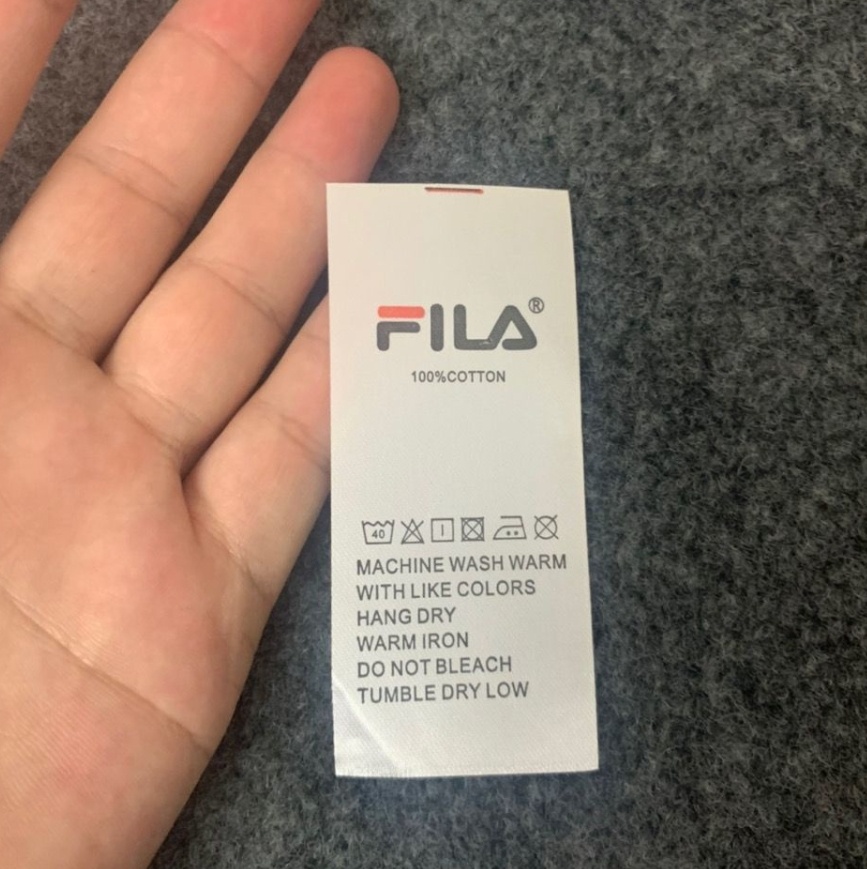 FILA®
100%COTTON
40
MACHINE WASH WARM
WITH LIKE COLORS
HANG DRY
WARM IRON
DO NOT BLEACH
TUMBLE DRY LOW